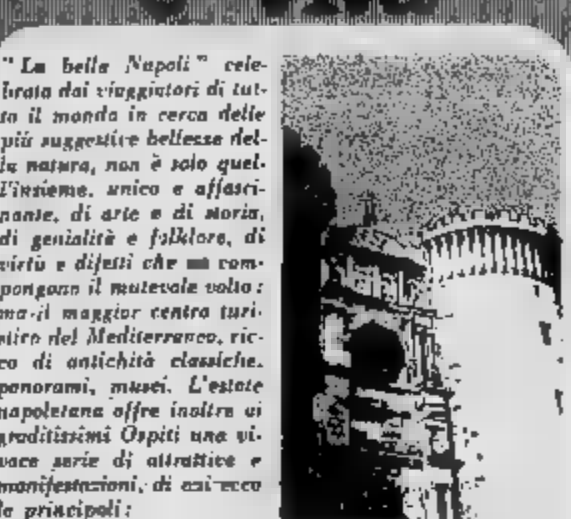 "La bella Napoli" cele-
brata dai viaggiatori di tut-
to il mondo in cerca delle
più suggestive bellezze del-
la natura, non è solo quel-
l'insieme, unico e affasci-
nante, di arte e di storia,
di genialità e folklore, di
virtù e difetti che ne com-
pongono il mutevole volto:
ma il maggior centro turi-
stico del Mediterraneo, ric-
co di antichità classiche,
panorami, musei. L'estate
napoletana offre inoltre ai
graditissimi Ospiti una vi-
vace serie di attrattive e
manifestazioni, di cui ecco
le principali: